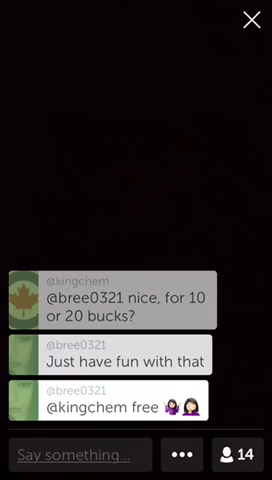 @kingchem
@bree0321 nice, for 10
or 20 bucks?
@bree0321
Just have fun with that
@bree0321
@kingchem free 🤷🏻‍♀️🤦🏻‍♀️
Say something...
14